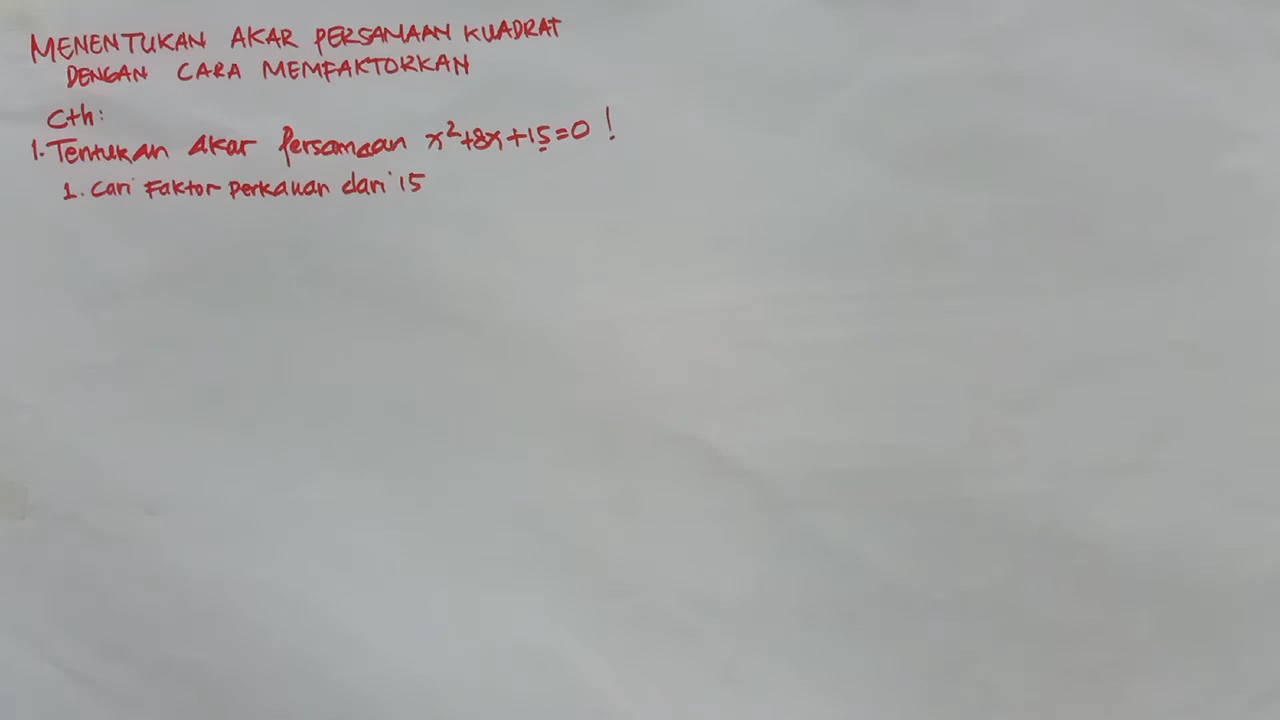 MENENTUKAN AKAR PERSAMAAN KUADRAT
DENGAN CARA MEMFAKTORKAN
Cth:
1. Tentukan Akar Persamaan x²+8x+15=0 !
1. Cari Faktor perkalian dari 15